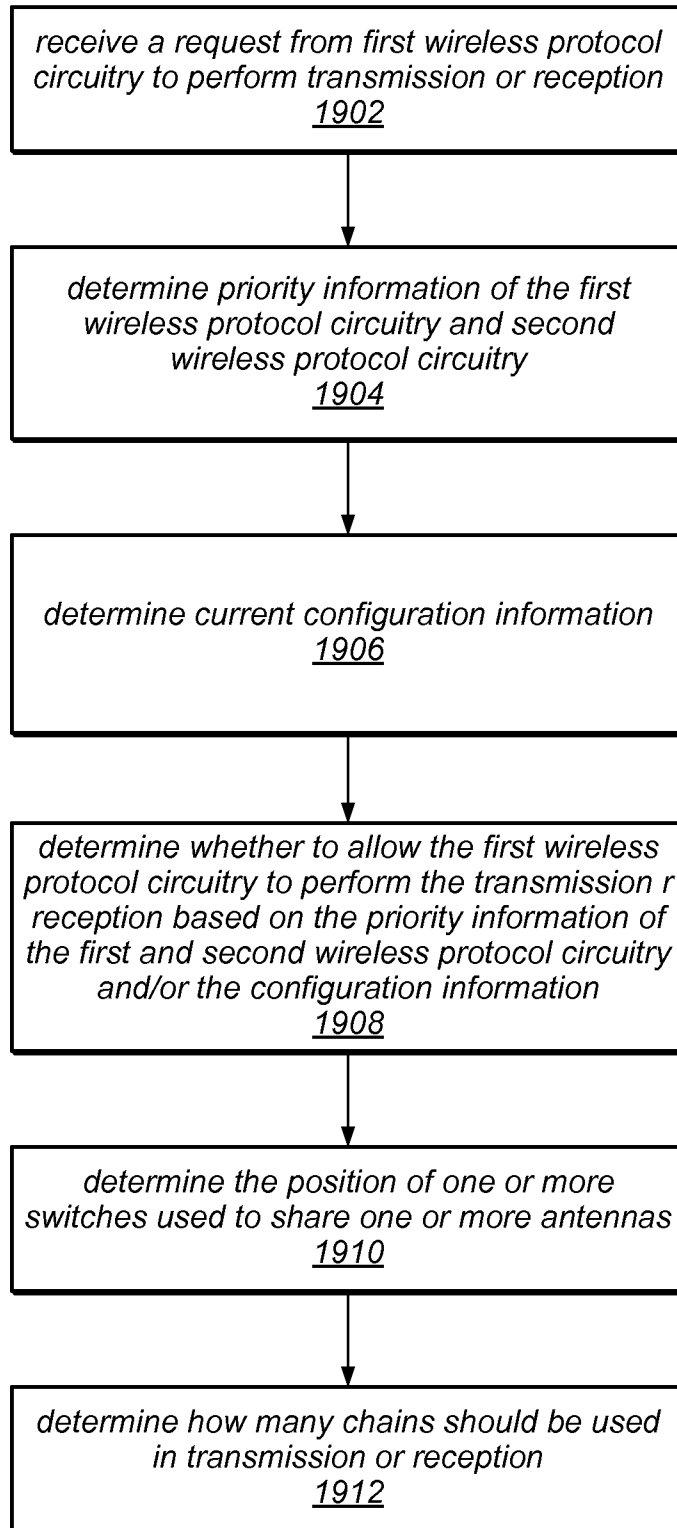 receive a request from first wireless protocol
circuitry to perform transmission or reception
1902
determine priority information of the first
wireless protocol circuitry and second
wireless protocol circuitry
1904
determine current configuration information
1906
determine whether to allow the first wireless
protocol circuitry to perform the transmission r
reception based on the priority information of
the first and second wireless protocol circuitry
and/or the configuration information
1908
determine the position of one or more
switches used to share one or more antennas
1910
determine how many chains should be used
in transmission or reception
1912